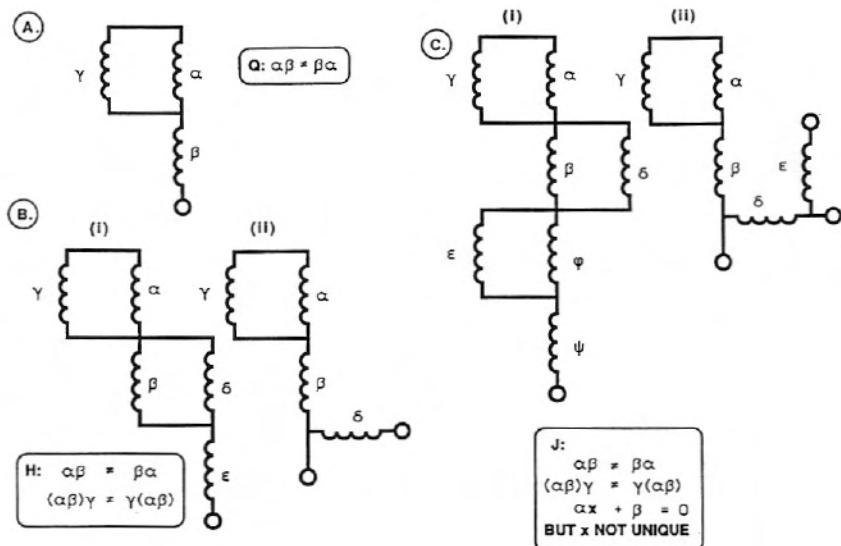 A.
γ
α
β
Q: αβ ≠ βα
B.
(i)
γ
α
β
δ
ε
(ii)
γ
α
β
δ
H: αβ ≠ βα
(αβ)γ ≠ γ(αβ)
C.
(i)
γ
α
β
δ
ε
φ
ψ
(ii)
γ
α
β
δ
ε
J:
αβ ≠ βα
(αβ)γ ≠ γ(αβ)
αx + β = 0
BUT x NOT UNIQUE